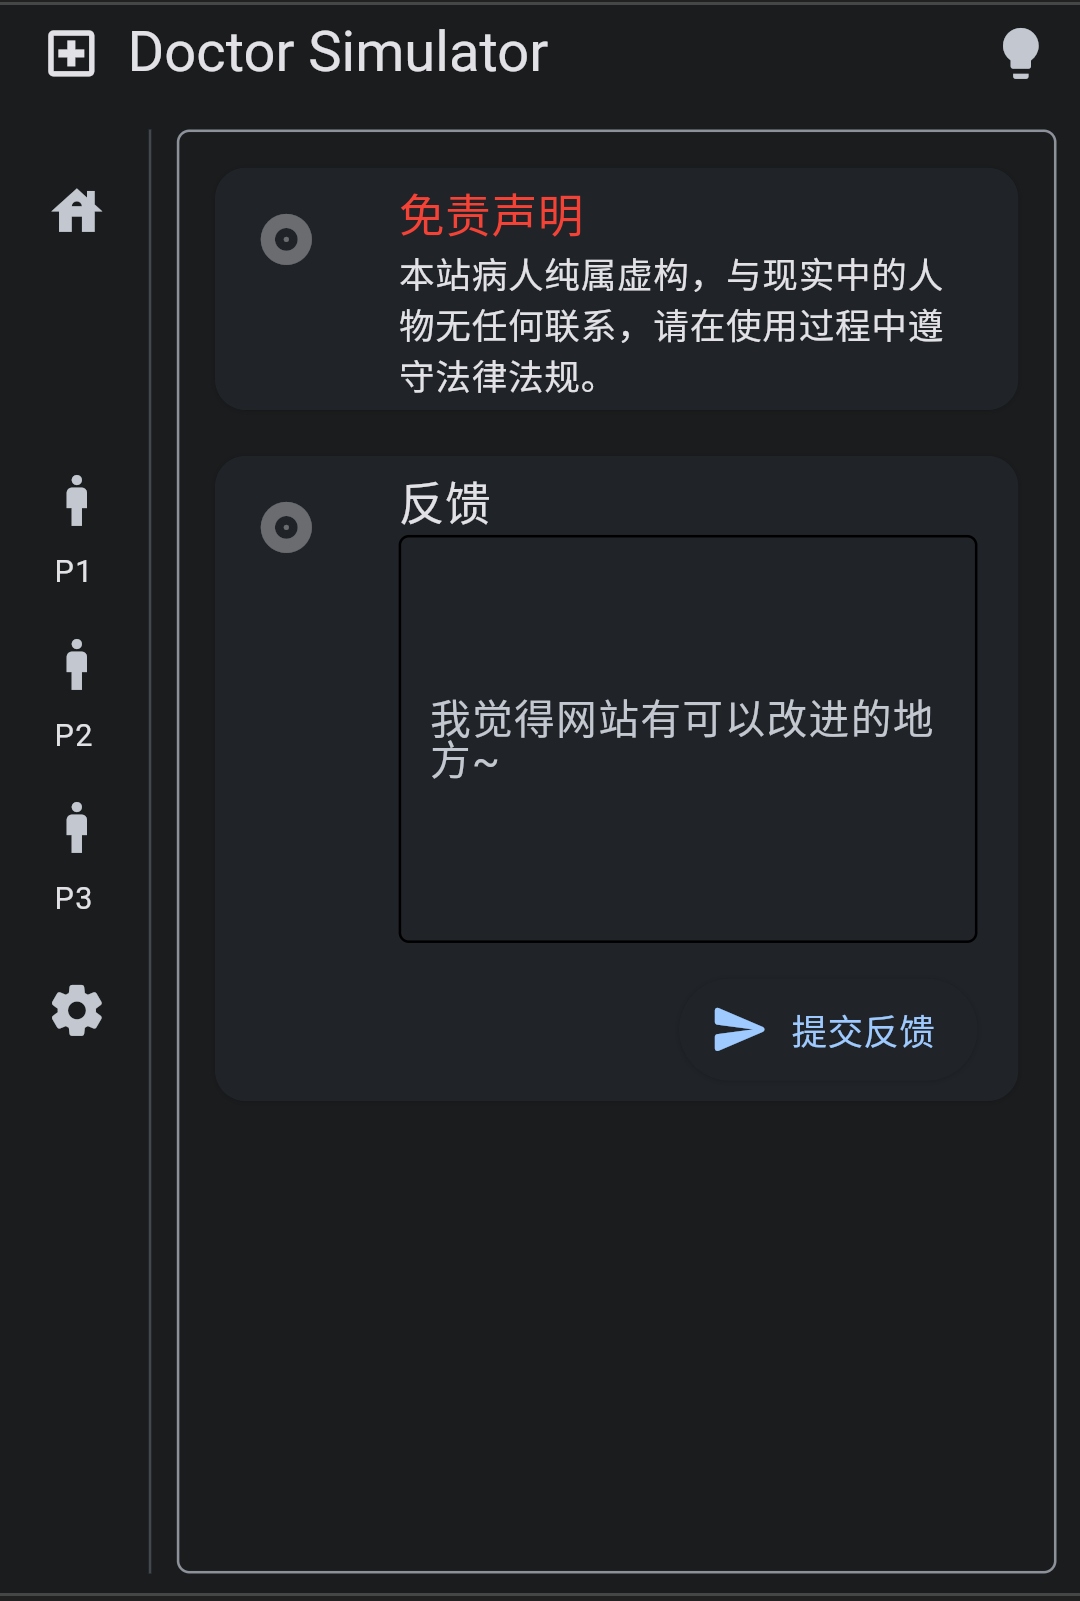 Doctor Simulator
免责声明
本站病人纯属虚构，与现实中的人
物无任何联系，请在使用过程中遵
守法律法规。
P1
P2
P3
反馈
我觉得网站有可以改进的地
方~
提交反馈